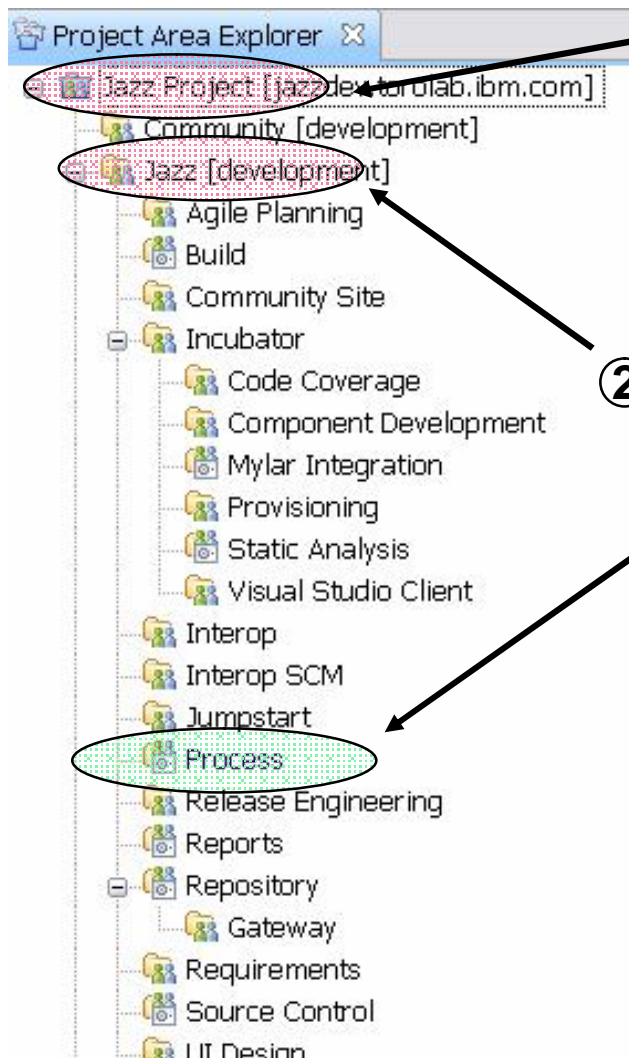 Project Area Explorer
Jazz Project [jazzdev.torolab.ibm.com]
Community [development]
Jazz [development]
Agile Planning
Build
Community Site
Incubator
2
Code Coverage
Component Development
Mylar Integration
Provisioning
Static Analysis
Visual Studio Client
Interop
Interop SCM
Jumpstart
Process
Release Engineering
Reports
Repository
Gateway
Requirements
Source Control
UI Design